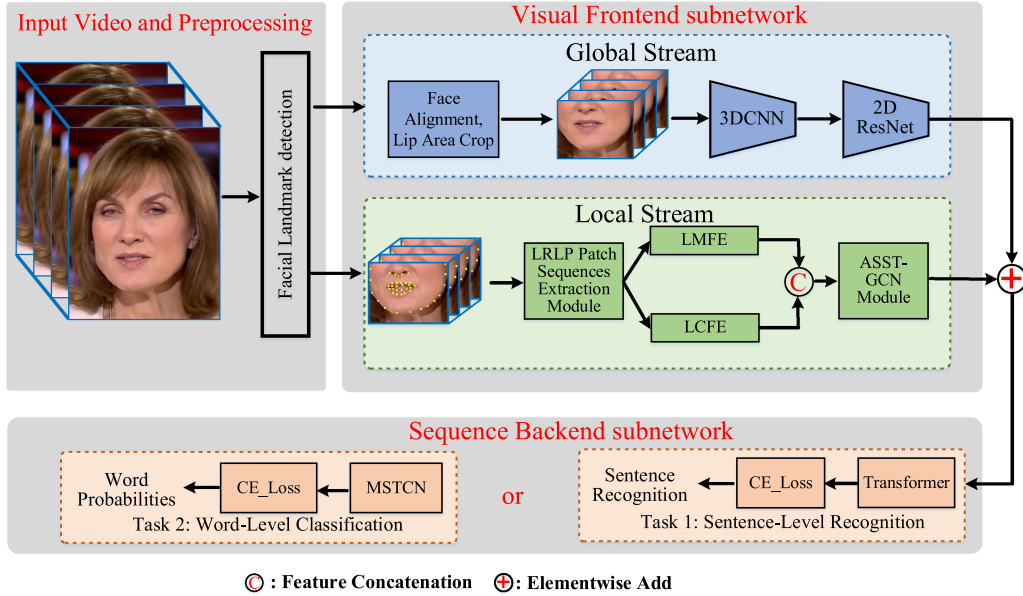 Input Video and Preprocessing
Facial Landmark detection
Visual Frontend subnetwork
Global Stream
Face
Alignment,
Lip Area Crop
3DCNN
2D
ResNet
Local Stream
LRLP Patch
Sequences
Extraction
Module
LMFE
LCFE
C
ASST-
GCN
Module
+
Sequence Backend subnetwork
Word
Probabilities
CE_Loss
MSTCN
Task 2: Word-Level Classification
or
Sentence
Recognition
CE_Loss
Transformer
Task 1: Sentence-Level Recognition
C : Feature Concatenation + : Elementwise Add